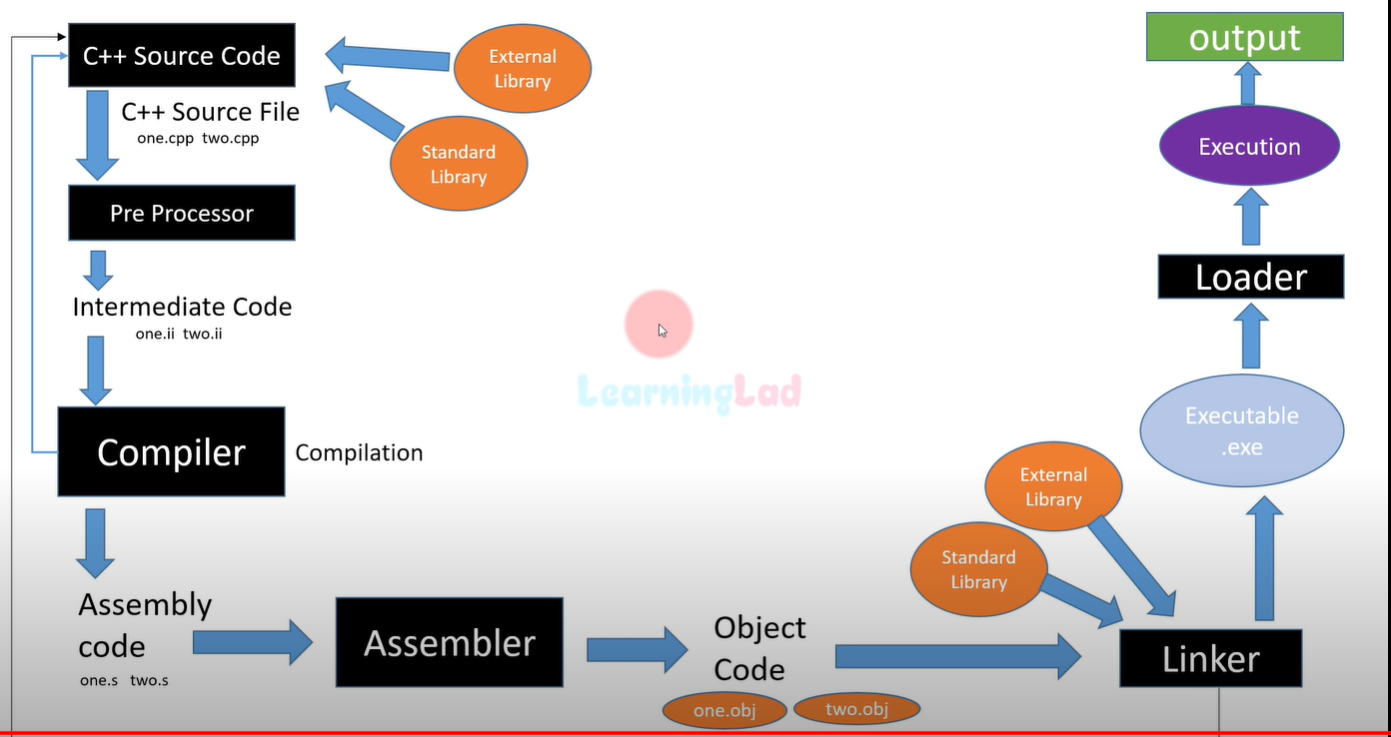 C++ Source Code
External
Library
C++ Source File
one.cpp two.cpp
Standard
Library
Pre Processor
Intermediate Code
one.ii two.ii
Compiler
Compilation
Assembly
code
one.s two.s
Assembler
Object
Code
one.obj
two.obj
External
Library
Standard
Library
Linker
Executable
.exe
Loader
Execution
output
LearningLad